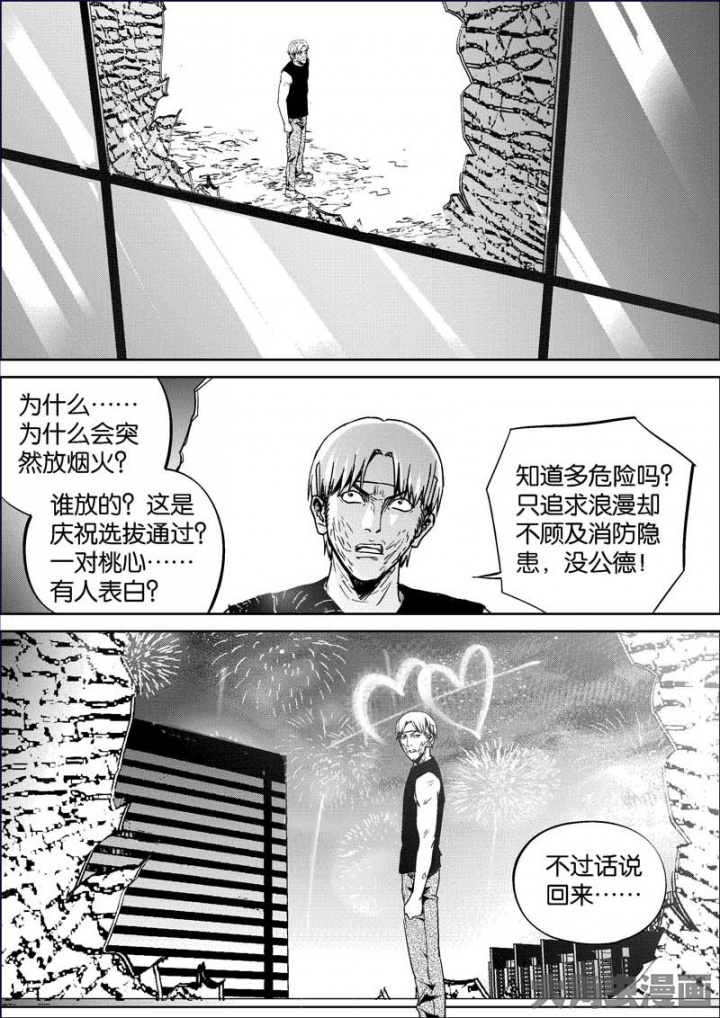 为什么……
为什么会突
然放烟火？
谁放的？这是
庆祝选拔通过？
一对桃心……
有人表白？
知道多危险吗？
只追求浪漫却
不顾及消防隐
患，没公德！
不过话说
回来……
漫画